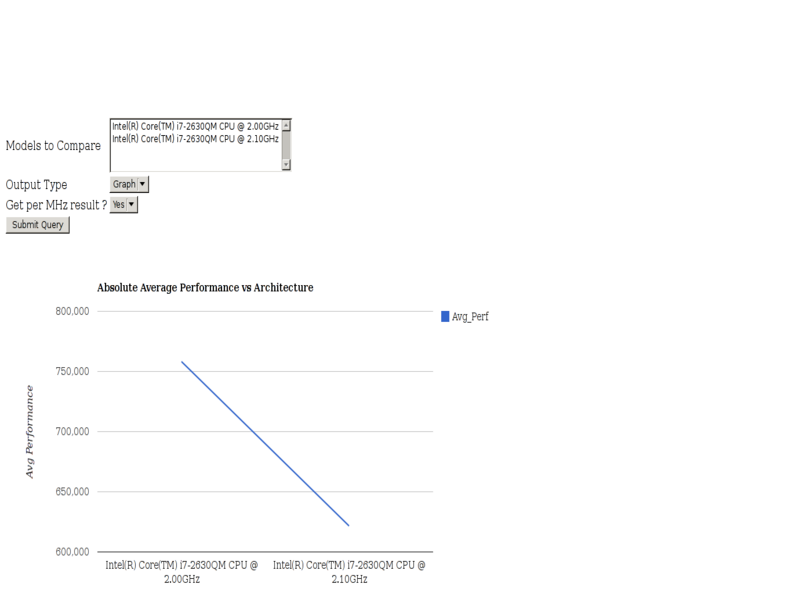 Intel(R) Core(TM) i7-2630QM CPU @ 2.00GHz
Intel(R) Core(TM) i7-2630QM CPU @ 2.10GHz
Models to Compare
Output Type Graph
Get per MHz result ? Yes
Submit Query
Absolute Average Performance vs Architecture
800,000
Avg_Perf
750,000
700,000
650,000
600,000
Avg Performance
Intel(R) Core(TM) i7-2630QM CPU @
2.00GHz
Intel(R) Core(TM) i7-2630QM CPU @
2.10GHz